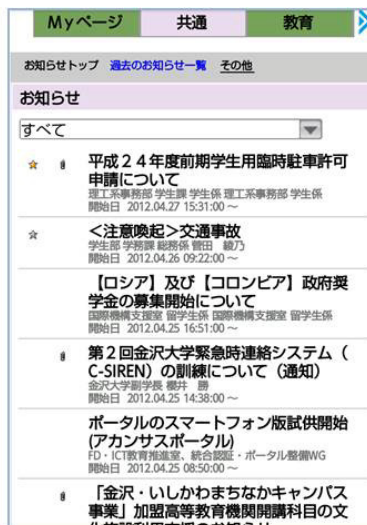 Myページ 共通 教育
お知らせトップ 過去のお知らせ一覧 その他
お知らせ
すべて
平成24年度前期学生用臨時駐車許可
申請について
理工系事務部 学生課 学生係 理工系事務部 学生係
開始日 2012.04.27 15:31:00 ～
＜注意喚起＞交通事故
学生部 学務課 総務係 菅田 綾乃
開始日 2012.04.26 09:22:00 ～
【ロシア】及び【コロンビア】政府奨
学金の募集開始について
国際機構支援室 留学生係 国際機構支援室 留学生係
開始日 2012.04.25 16:51:00 ～
第2回金沢大学緊急時連絡システム（
C-SIREN）の訓練について（通知）
金沢大学副学長 櫻井 勝
開始日 2012.04.25 14:38:00 ～
ポータルのスマートフォン版試供開始
(アカンサスポータル)
FD・ICT教育推進室、統合認証・ポータル整備WG
開始日 2012.04.25 08:50:00 ～
「金沢・いしかわまちなかキャンパス
事業」加盟高等教育機関開講科目の文